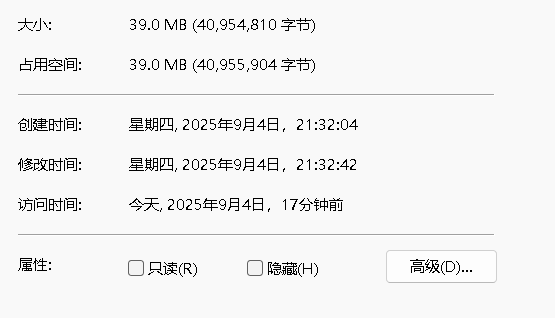 大小: 39.0 MB (40,954,810 字节)
占用空间: 39.0 MB (40,955,904 字节)
创建时间: 星期四, 2025年9月4日，21:32:04
修改时间: 星期四, 2025年9月4日，21:32:42
访问时间: 今天, 2025年9月4日，17分钟前
属性: 只读(R) 隐藏(H) 高级(D)...